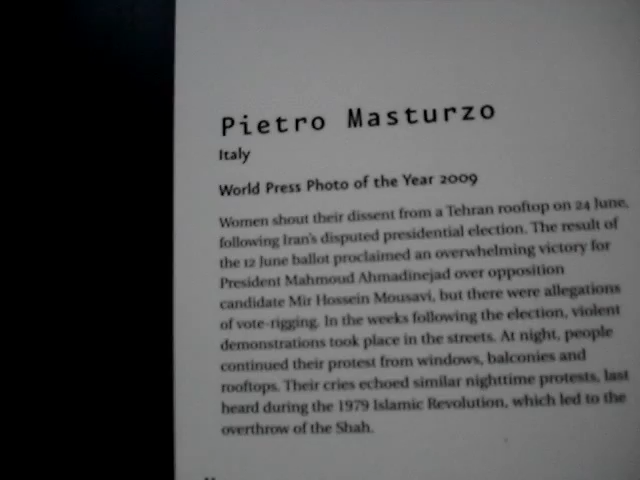 Pietro Masturzo
Italy
World Press Photo of the Year 2009
Women shout their dissent from a Tehran rooftop on 24 June,
following Iran's disputed presidential election. The result of
the 12 June ballot proclaimed an overwhelming victory for
President Mahmoud Ahmadinejad over opposition
candidate Mir Hossein Mousavi, but there were allegations
of vote-rigging. In the weeks following the election, violent
demonstrations took place in the streets. At night, people
continued their protest from windows, balconies and
rooftops. Their cries echoed similar nighttime protests, last
heard during the 1979 Islamic Revolution, which led to the
overthrow of the Shah.